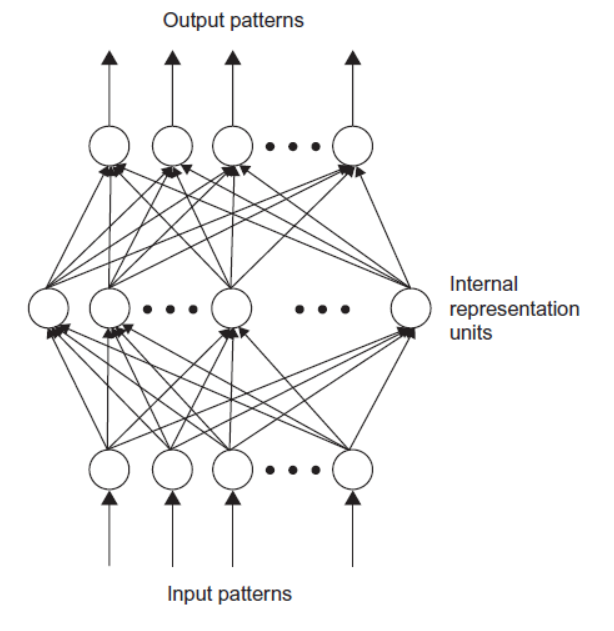 Output patterns
Internal
representation
units
Input patterns